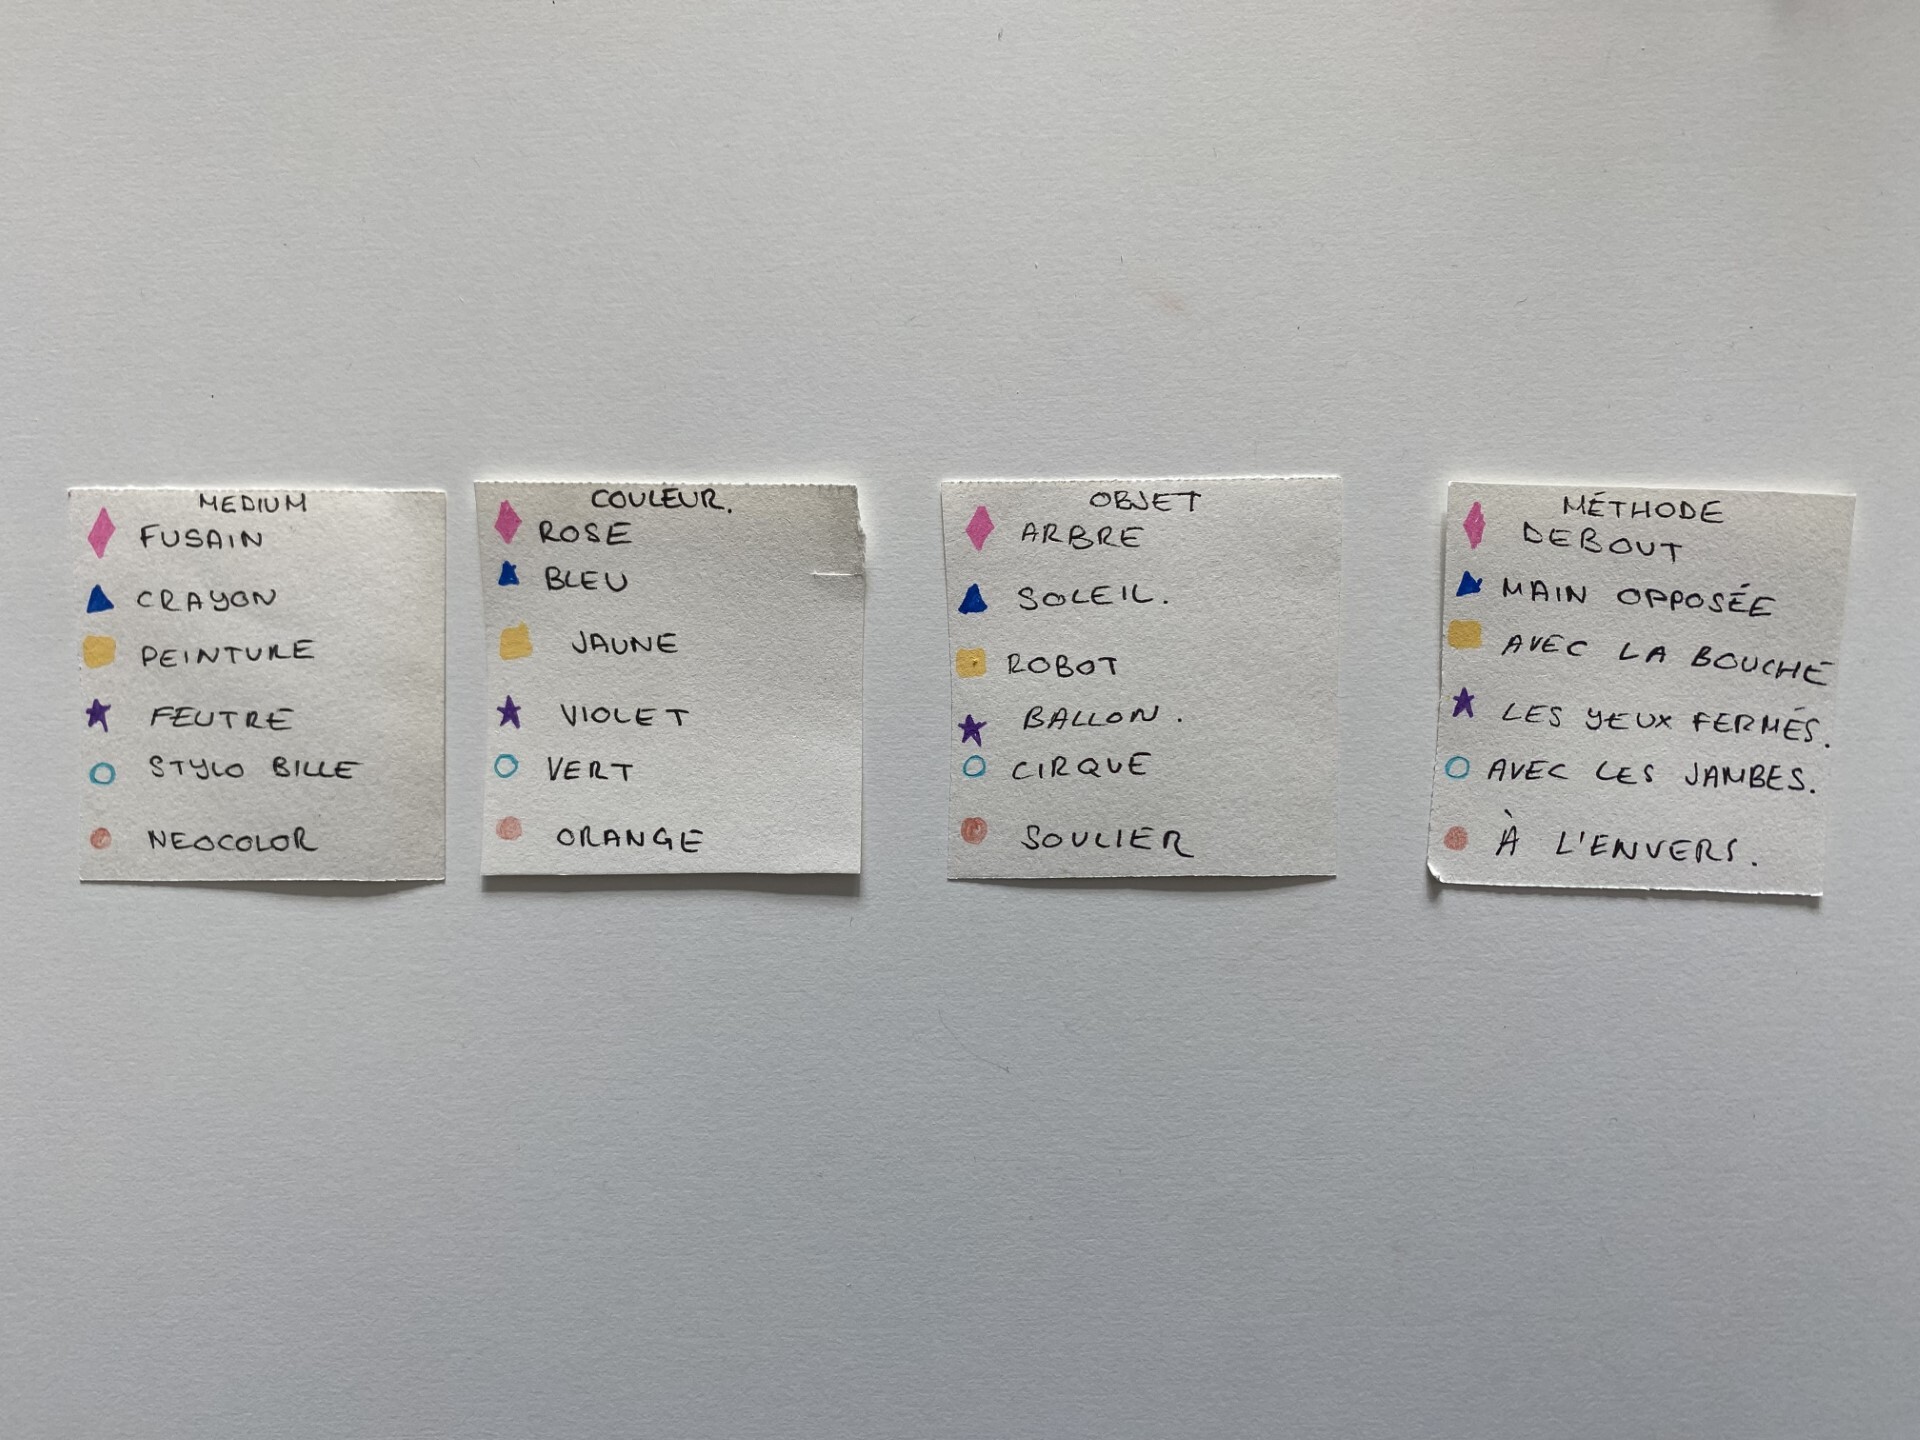 MEDIUM
FUSAIN
CRAYON
PEINTURE
FEUTRE
STYLO BILLE
NEOCOLOR
COULEUR.
ROSE
BLEU
JAUNE
VIOLET
VERT
ORANGE
OBJET
ARBRE
SOLEIL.
ROBOT
BALLON.
CIRQUE
SOULIER
MÉTHODE
DEBOUT
MAIN OPPOSÉE
AVEC LA BOUCHE
LES YEUX FERMÉS.
AVEC LES JAMBES.
À L'ENVERS.